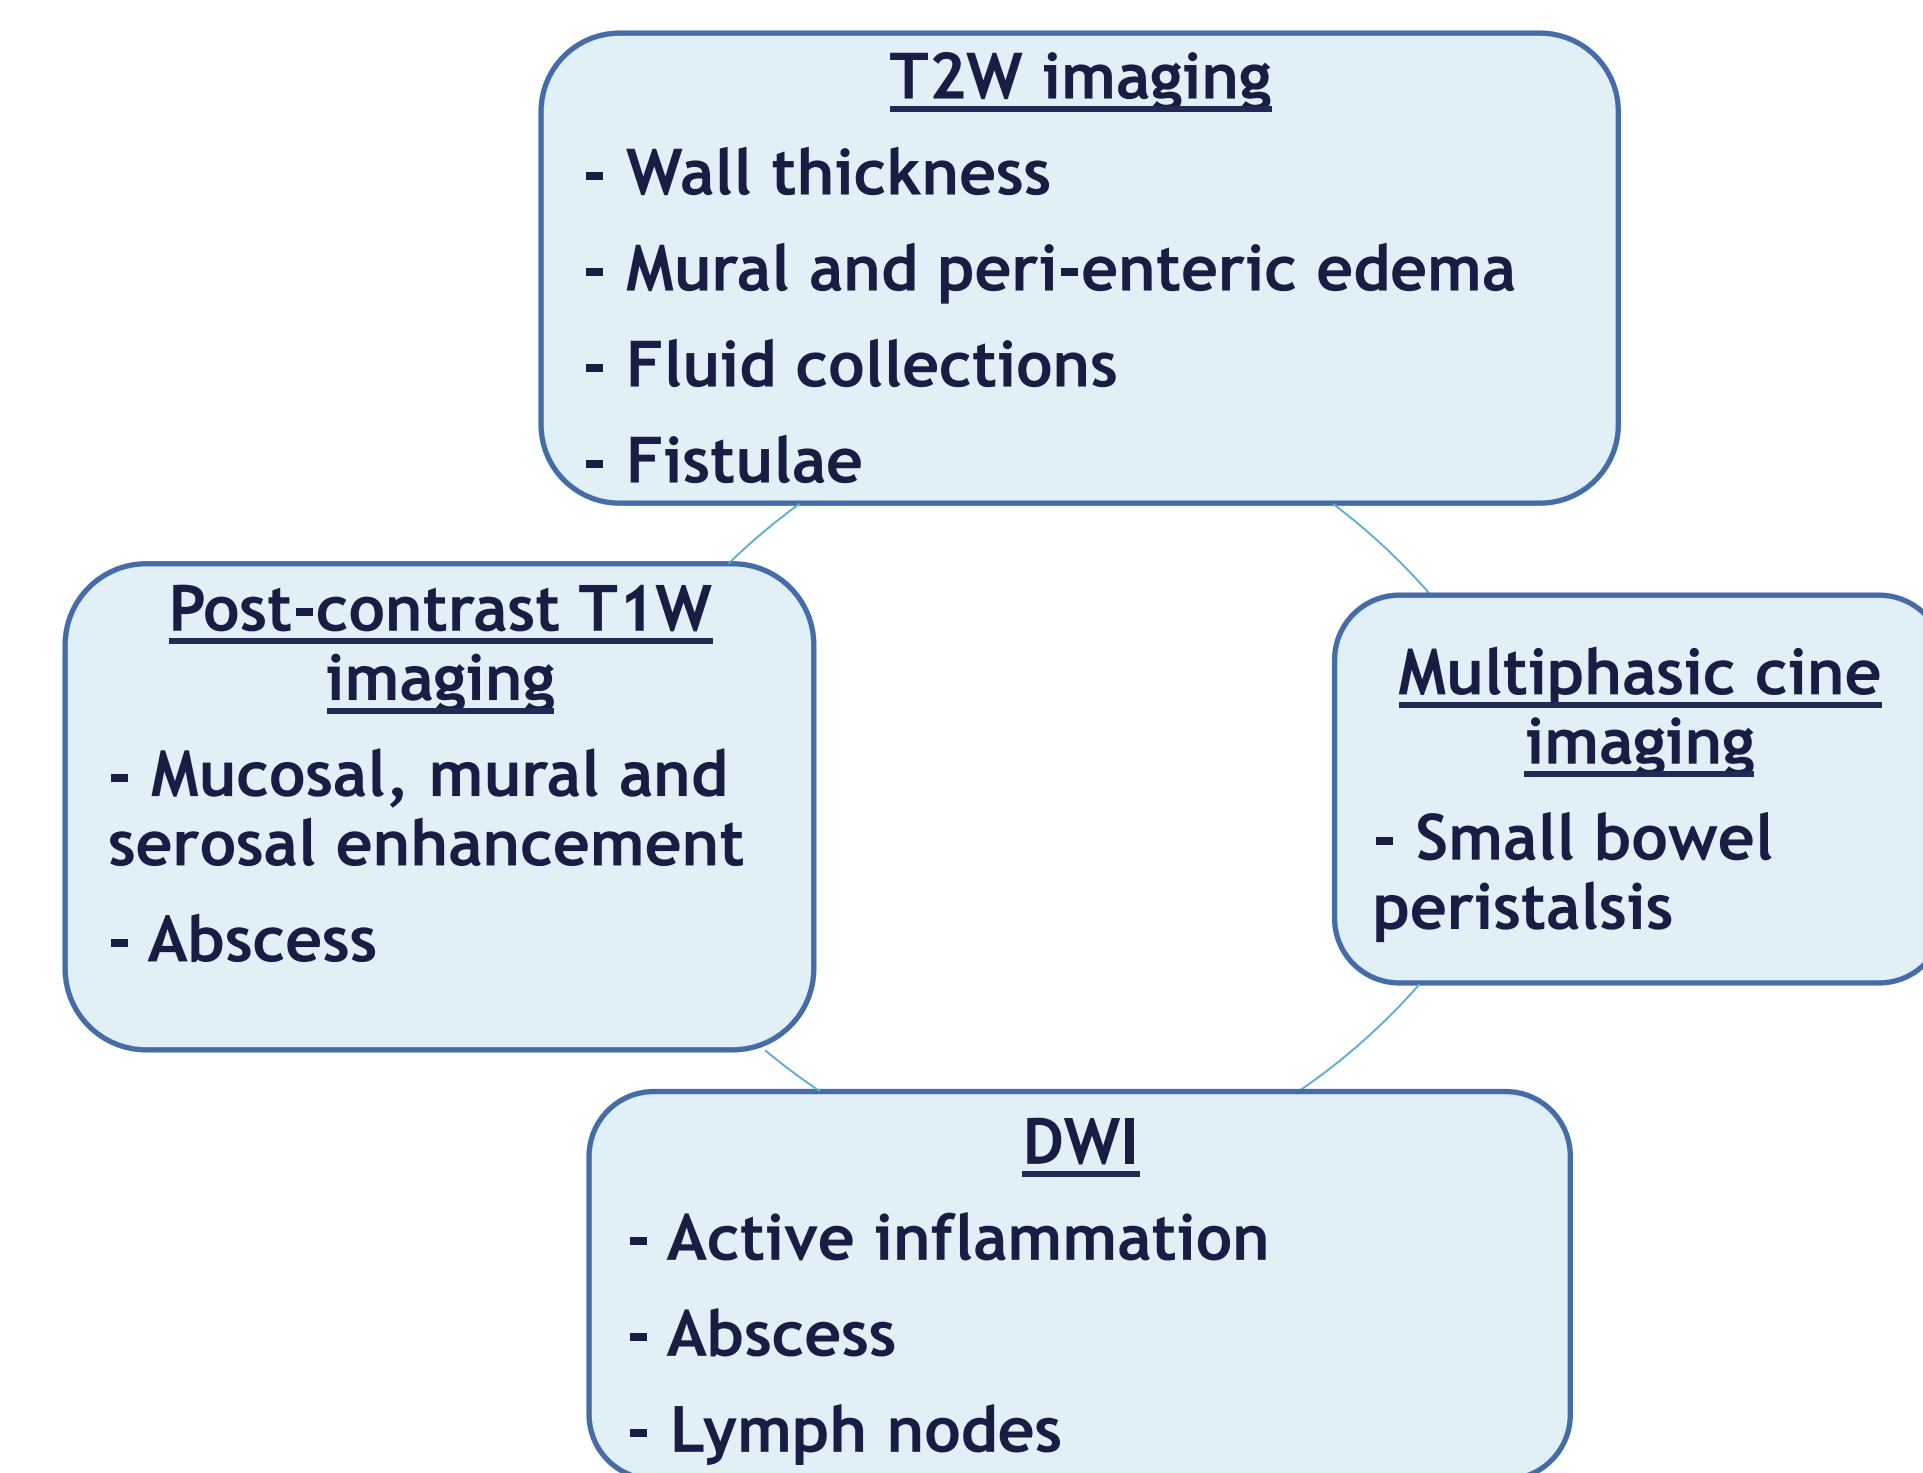 T2W imaging
- Wall thickness
- Mural and peri-enteric edema
- Fluid collections
- Fistulae
Post-contrast T1W
imaging
- Mucosal, mural and
serosal enhancement
- Abscess
Multiphasic cine
imaging
- Small bowel
peristalsis
DWI
- Active inflammation
- Abscess
- Lymph nodes